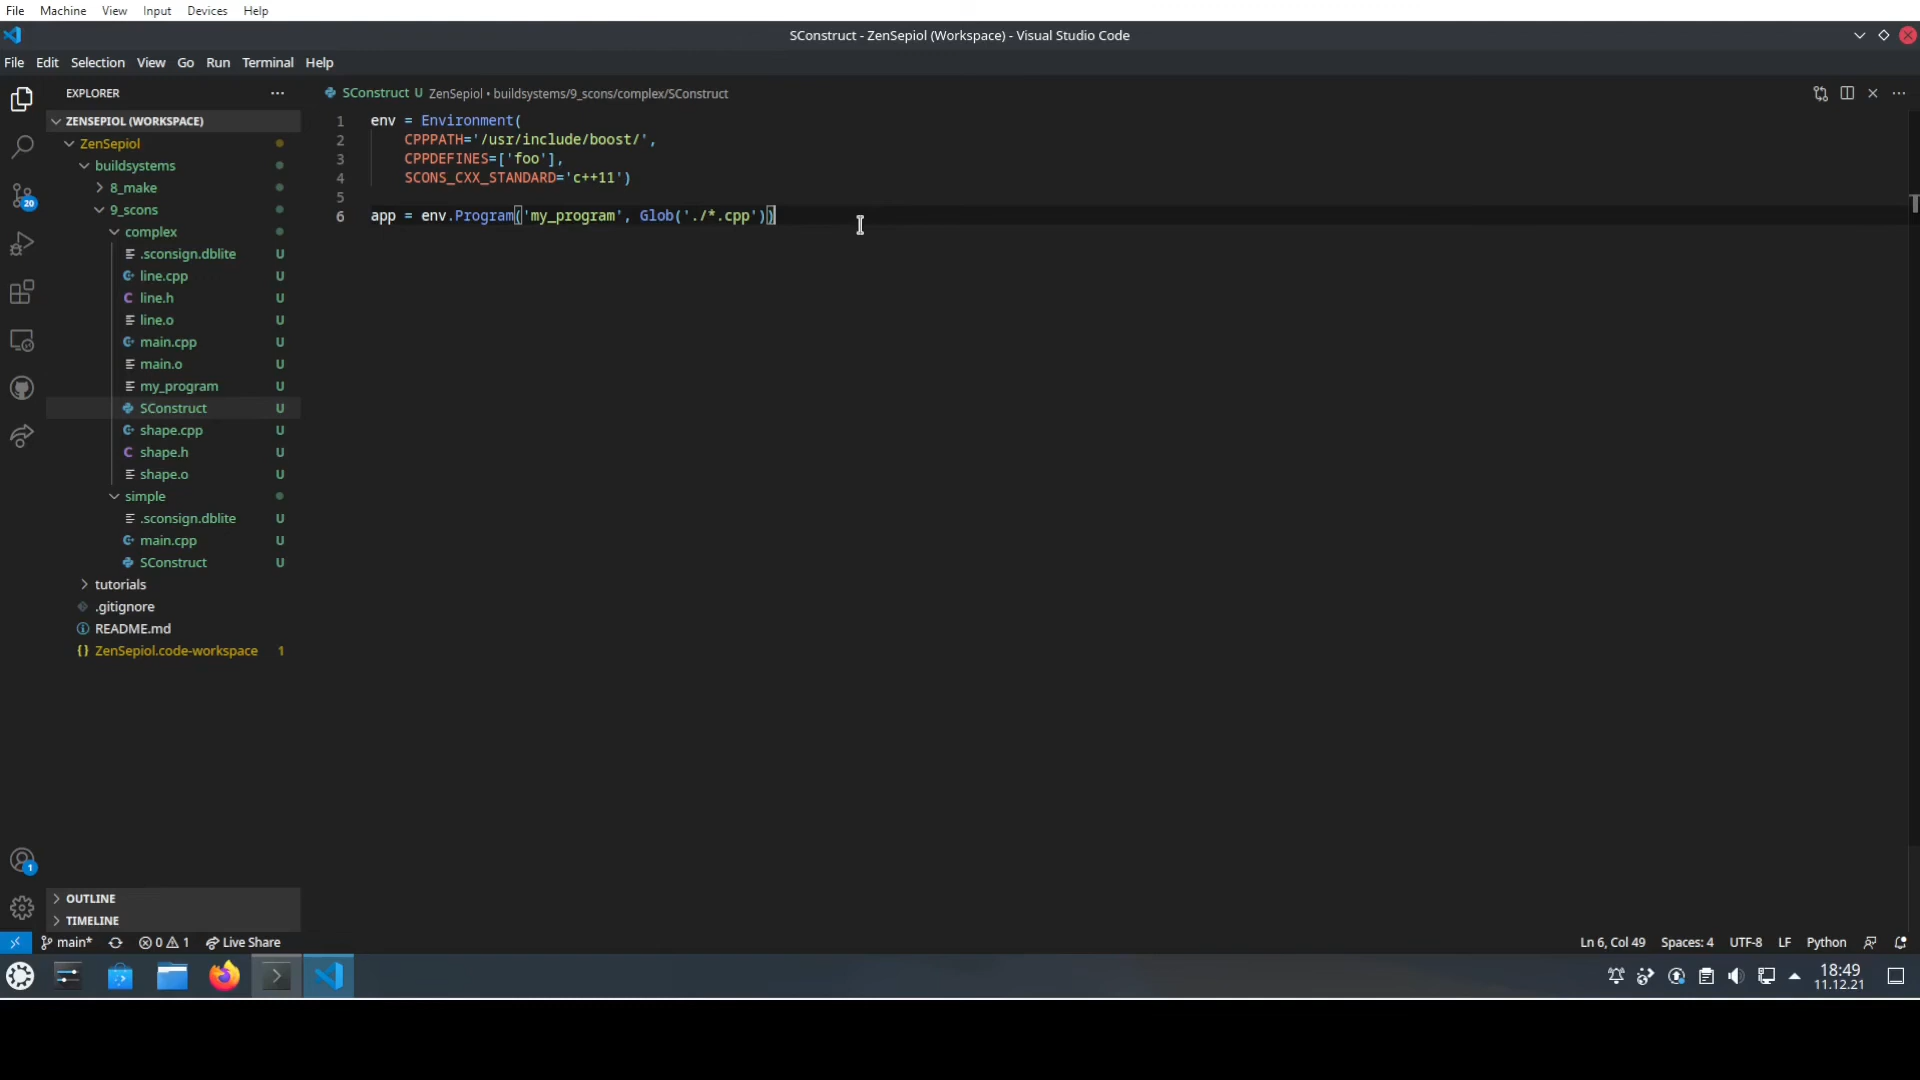 File Machine View Input Devices Help
SConstruct - ZenSepiol (Workspace) - Visual Studio Code
File Edit Selection View Go Run Terminal Help
EXPLORER
SConstruct U ZenSepiol • buildsystems/9_scons/complex/SConstruct
ZENSEPIOL (WORKSPACE)
ZenSepiol
buildsystems
8_make
9_scons
complex
.sconsign.dblite U
line.cpp U
line.h U
line.o U
main.cpp U
main.o U
my_program U
SConstruct U
shape.cpp U
shape.h U
shape.o U
simple
.sconsign.dblite U
main.cpp U
SConstruct U
tutorials
.gitignore
README.md
{} ZenSepiol.code-workspace 1
OUTLINE
TIMELINE
20
1
1 env = Environment(
2 CPPPATH='/usr/include/boost/',
3 CPPDEFINES=['foo'],
4 SCONS_CXX_STANDARD='c++11')
5
6 app = env.Program('my_program', Glob('./*.cpp'))
main* 0 1 Live Share
Ln 6, Col 49 Spaces: 4 UTF-8 LF Python
18:49
11.12.21